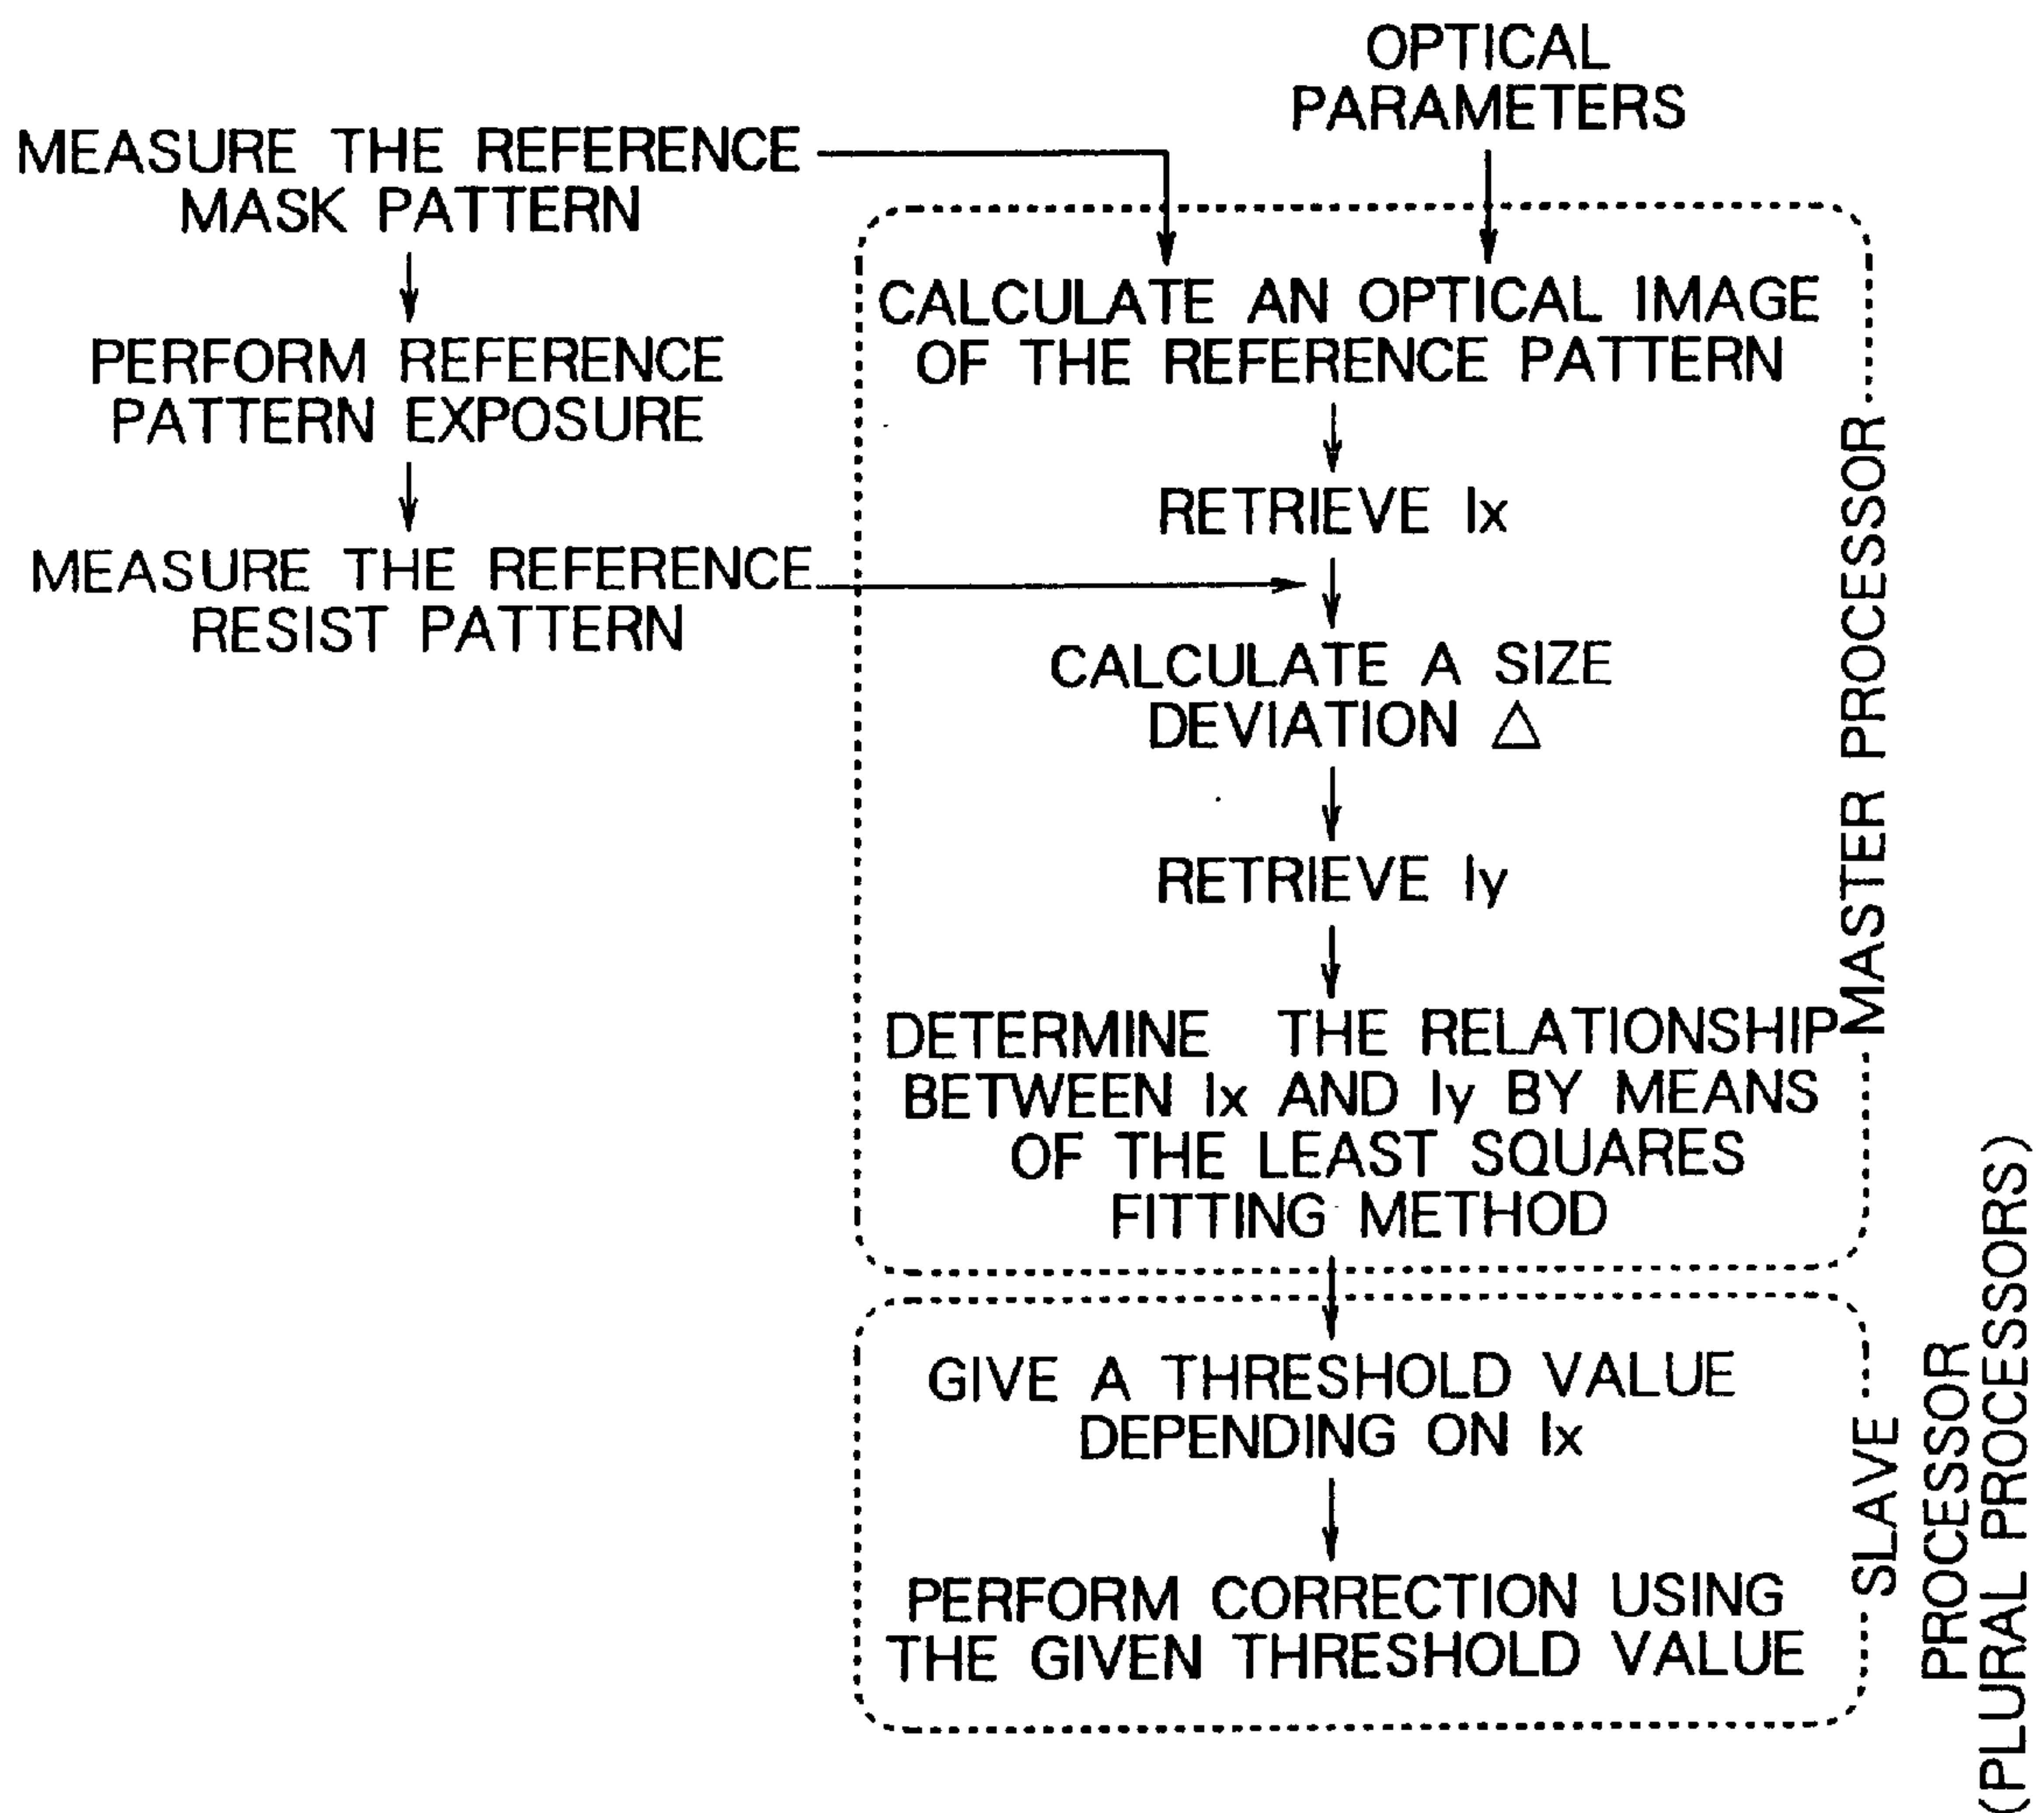 OPTICAL
PARAMETERS
MEASURE THE REFERENCE
MASK PATTERN
PERFORM REFERENCE
PATTERN EXPOSURE
MEASURE THE REFERENCE
RESIST PATTERN
CALCULATE AN OPTICAL IMAGE
OF THE REFERENCE PATTERN
RETRIEVE Ix
CALCULATE A SIZE
DEVIATION △
RETRIEVE Iy
DETERMINE THE RELATIONSHIP
BETWEEN Ix AND Iy BY MEANS
OF THE LEAST SQUARES
FITTING METHOD
MASTER PROCESSOR
GIVE A THRESHOLD VALUE
DEPENDING ON Ix
PERFORM CORRECTION USING
THE GIVEN THRESHOLD VALUE
SLAVE
PROCESSOR
(PLURAL PROCESSORS)